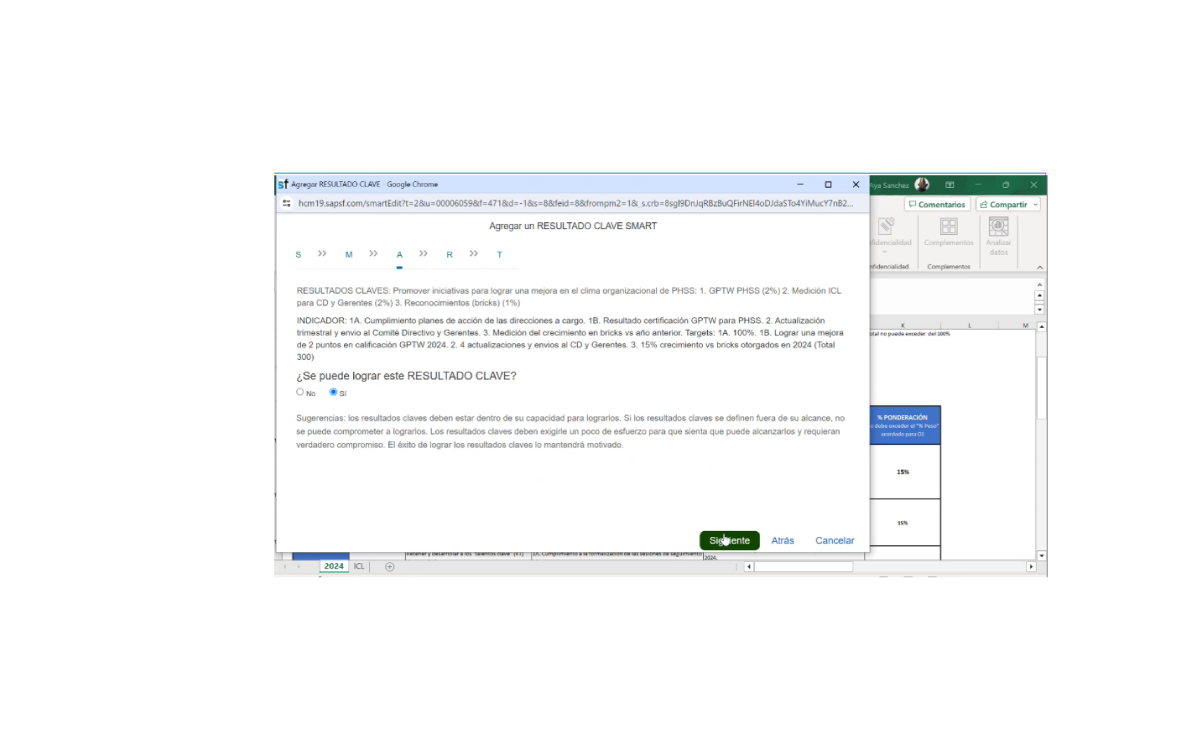 Agregar RESULTADO CLAVE - Google Chrome
Aya Sanchez
hcm19.sapsf.com/smartEdit?t=2&u=00006059&f=471&d=-1&s=8&feid=8&frompm2=1&_s.crb=8sgI9DrrJqRBzBuQFirNEl4oDJdaSTo4YiMucY7nB2...
Comentarios
Compartir
Agregar un RESULTADO CLAVE SMART
Complementos
Analizar
datos
S
M
A
R
T
Complementos
RESULTADOS CLAVES: Promover iniciativas para lograr una mejora en el clima organizacional de PHSS: 1. GPTW PHSS (2%) 2. Medición ICL
para CD y Gerentes (2%) 3. Reconocimientos (bricks) (1%)
INDICADOR: 1A. Cumplimiento planes de acción de las direcciones a cargo. 1B. Resultado certificación GPTW para PHSS. 2. Actualización
trimestral y envio al Comité Directivo y Gerentes. 3. Medición del crecimiento en bricks vs año anterior. Targets: 1A. 100%. 1B. Lograr una mejora
de 2 puntos en calificación GPTW 2024. 2. 4 actualizaciones y envios al CD y Gerentes. 3. 15% crecimiento vs bricks otorgados en 2024 (Total
300)
K
L
M
otal no puede exceder del 100%
¿Se puede lograr este RESULTADO CLAVE?
No
Sí
Sugerencias: los resultados claves deben estar dentro de su capacidad para lograrlos. Si los resultados claves se definen fuera de su alcance, no
se puede comprometer a lograrlos. Los resultados claves deben exigirle un poco de esfuerzo para que sienta que puede alcanzarlos y requieran
verdadero compromiso. El éxito de lograr los resultados claves lo mantendrá motivado.
% PONDERACIÓN
o debe exceder al "% Peso"
acordado para O1
15%
15%
Siguiente
Atrás
Cancelar
2024.
2024
ICL